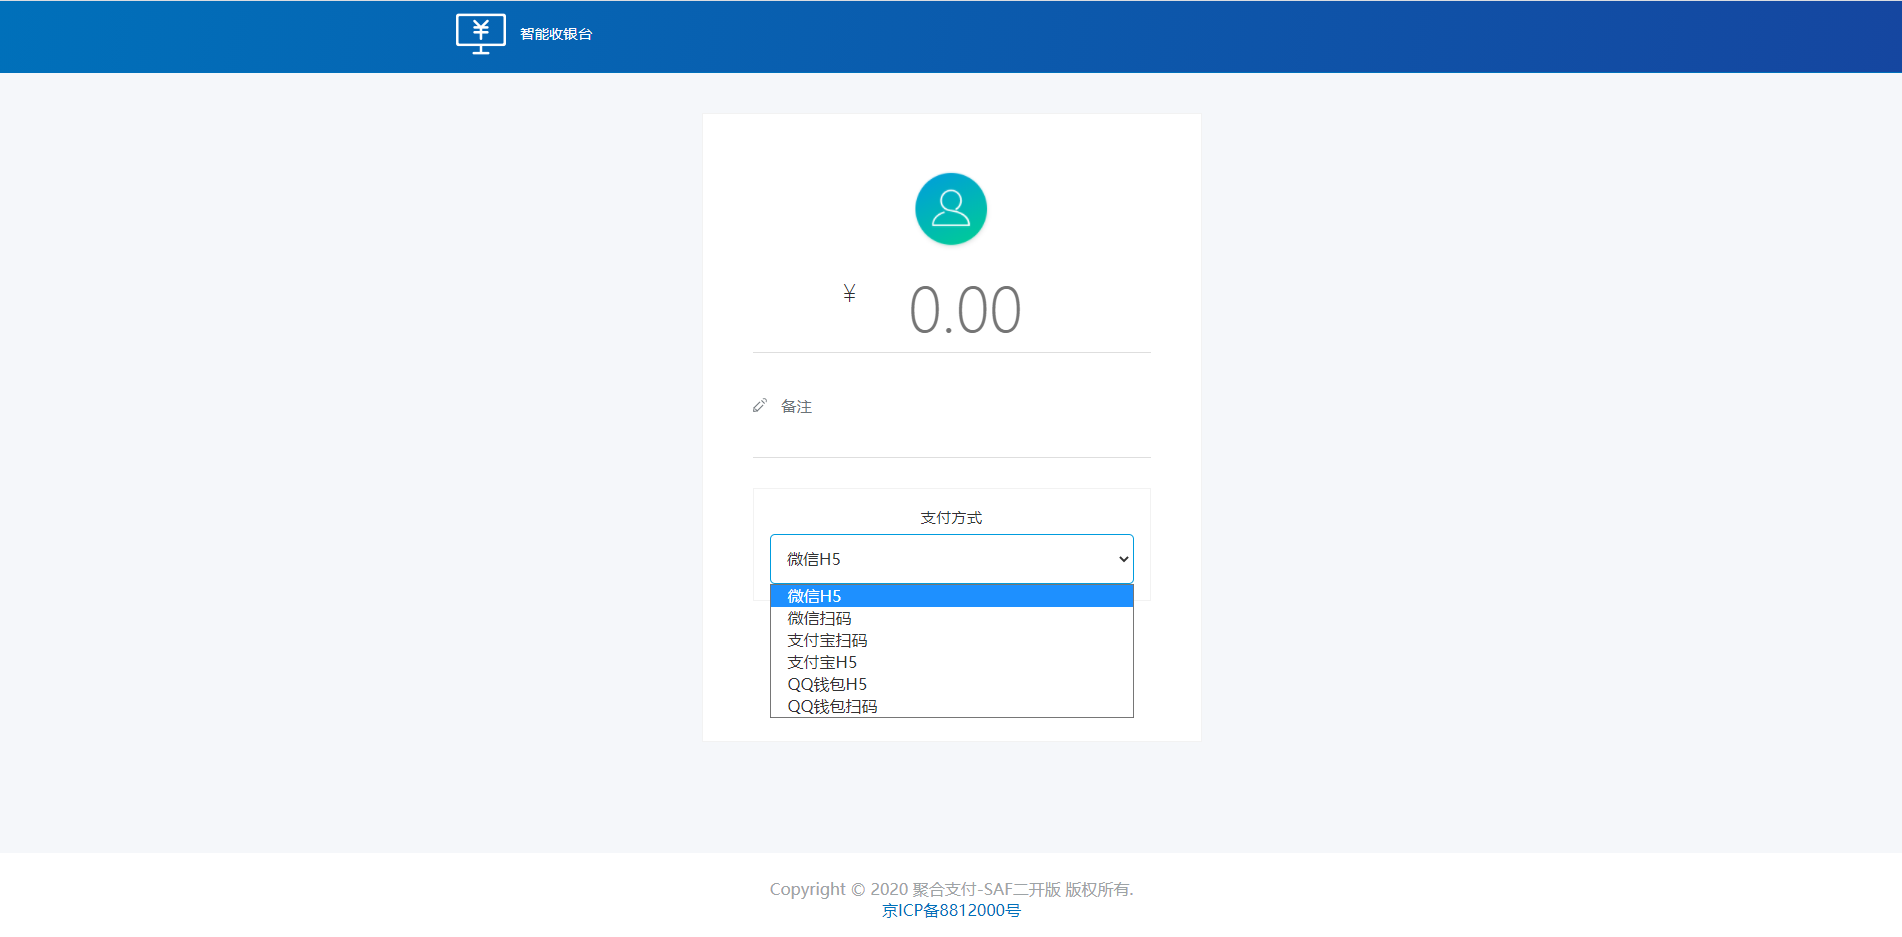 智能收银台
¥ 0.00
备注
支付方式
微信H5
微信H5
微信扫码
支付宝扫码
支付宝H5
QQ钱包H5
QQ钱包扫码
Copyright © 2020 聚合支付-SAF二开版 版权所有.
京ICP备8812000号